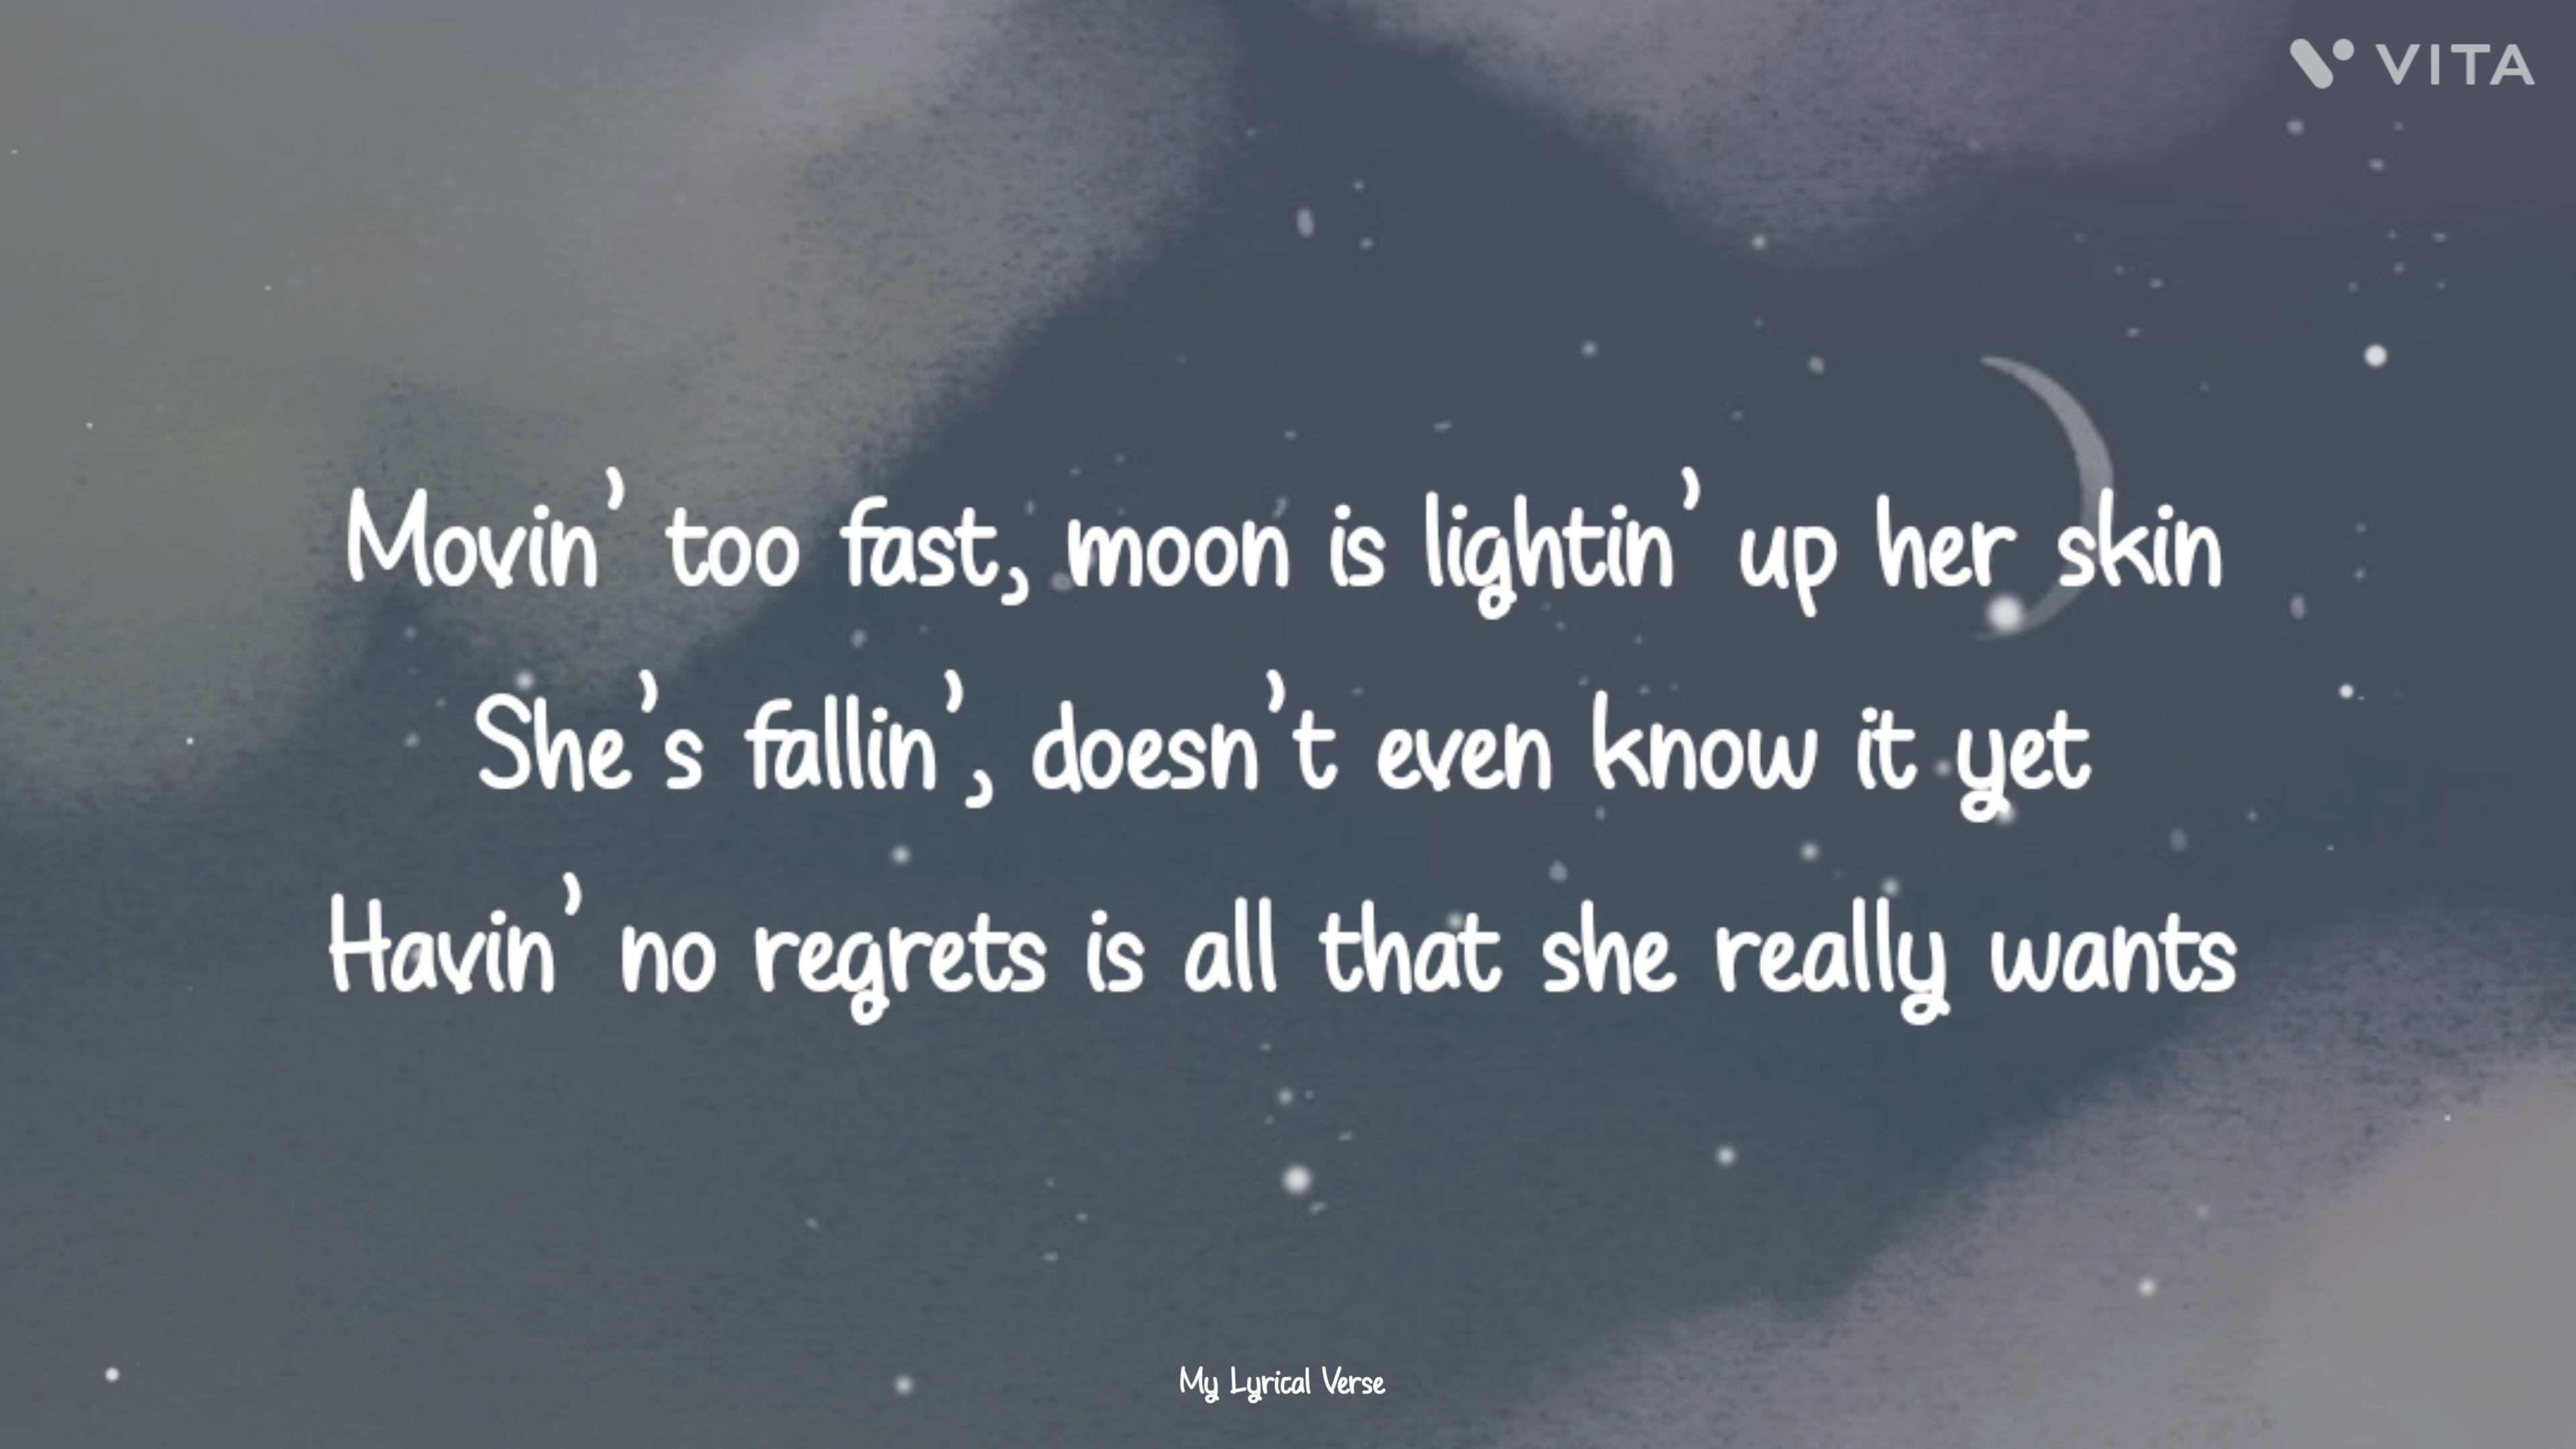 VITA
Movin' too fast, moon is lightin' up her skin
She's fallin', doesn't even know it yet
Havin' no regrets is all that she really wants
My Lyrical Verse